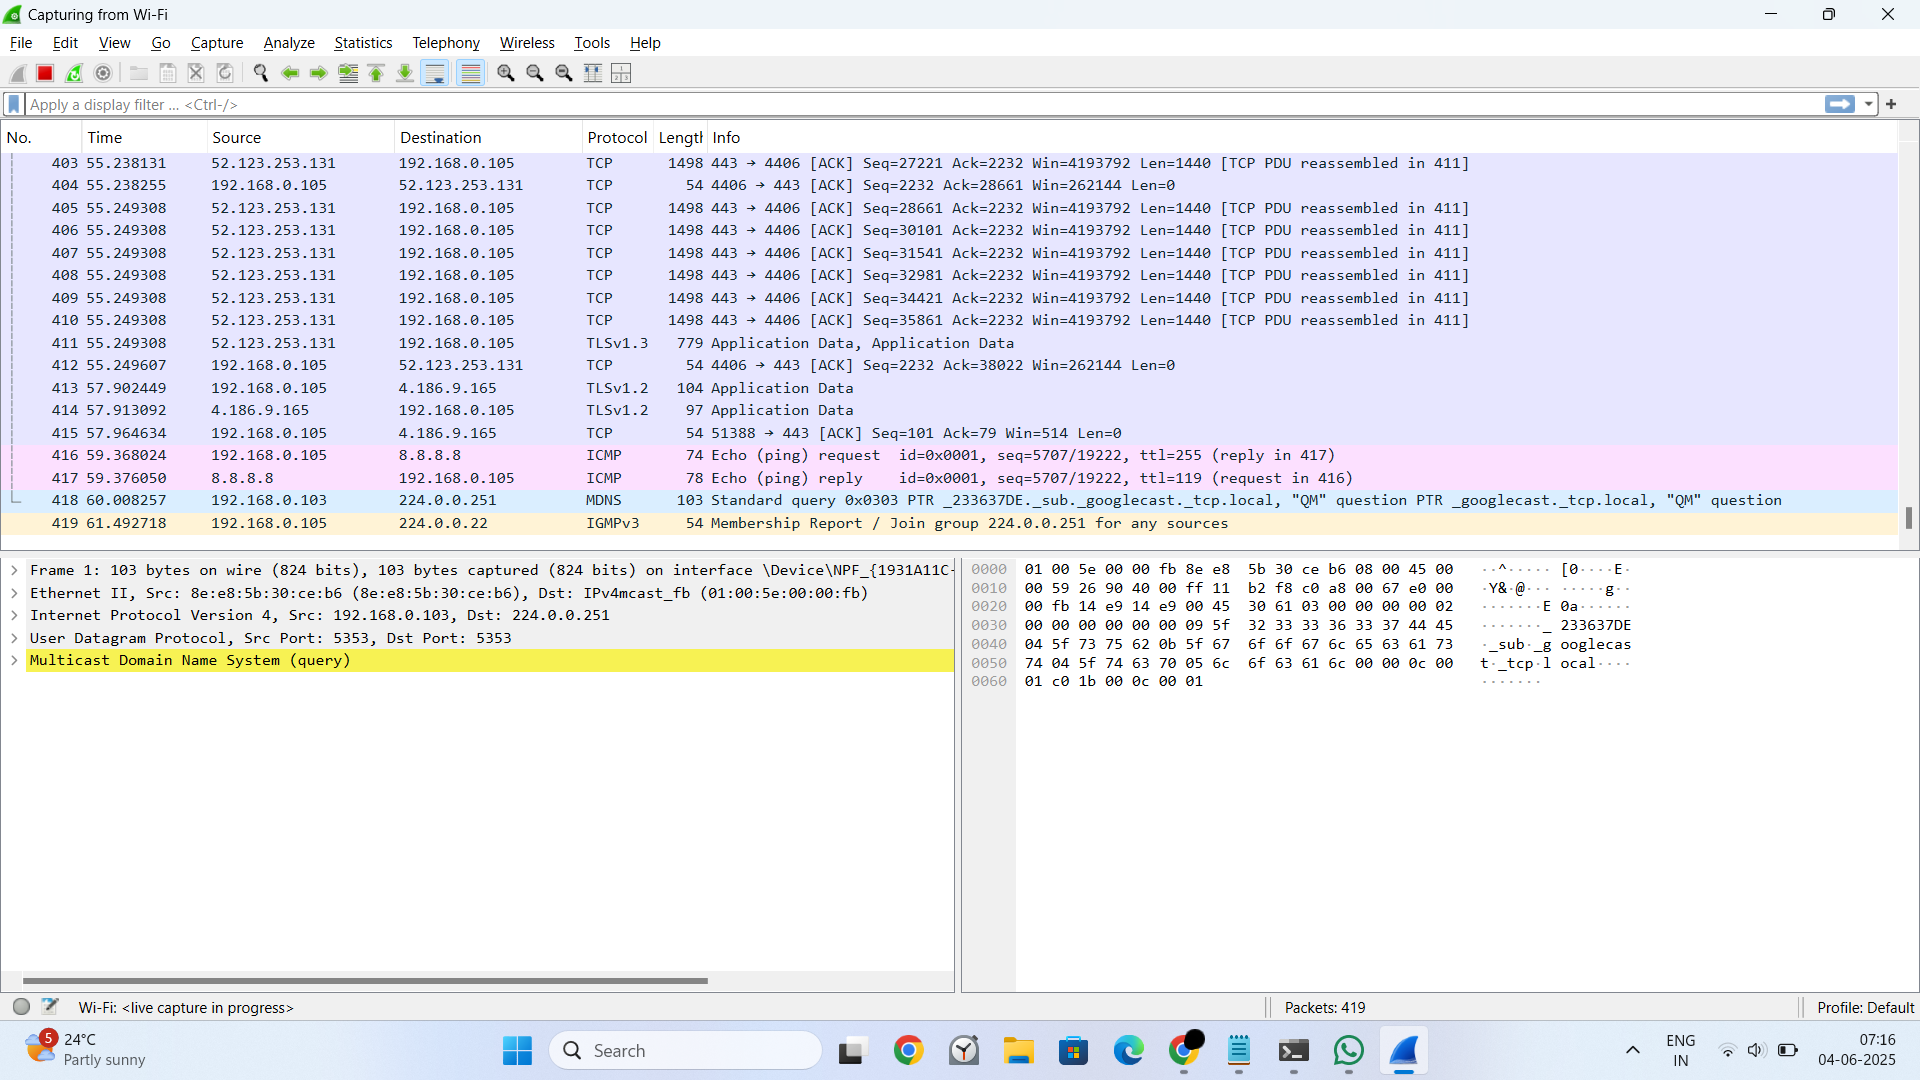 Capturing from Wi-Fi
File Edit View Go Capture Analyze Statistics Telephony Wireless Tools Help
Apply a display filter ... <Ctrl-/>
No. Time Source Destination Protocol Length Info
403 55.238131 52.123.253.131 192.168.0.105 TCP 1498 443 → 4406 [ACK] Seq=27221 Ack=2232 Win=4193792 Len=1440 [TCP PDU reassembled in 411]
404 55.238255 192.168.0.105 52.123.253.131 TCP 54 4406 → 443 [ACK] Seq=2232 Ack=28661 Win=262144 Len=0
405 55.249308 52.123.253.131 192.168.0.105 TCP 1498 443 → 4406 [ACK] Seq=28661 Ack=2232 Win=4193792 Len=1440 [TCP PDU reassembled in 411]
406 55.249308 52.123.253.131 192.168.0.105 TCP 1498 443 → 4406 [ACK] Seq=30101 Ack=2232 Win=4193792 Len=1440 [TCP PDU reassembled in 411]
407 55.249308 52.123.253.131 192.168.0.105 TCP 1498 443 → 4406 [ACK] Seq=31541 Ack=2232 Win=4193792 Len=1440 [TCP PDU reassembled in 411]
408 55.249308 52.123.253.131 192.168.0.105 TCP 1498 443 → 4406 [ACK] Seq=32981 Ack=2232 Win=4193792 Len=1440 [TCP PDU reassembled in 411]
409 55.249308 52.123.253.131 192.168.0.105 TCP 1498 443 → 4406 [ACK] Seq=34421 Ack=2232 Win=4193792 Len=1440 [TCP PDU reassembled in 411]
410 55.249308 52.123.253.131 192.168.0.105 TCP 1498 443 → 4406 [ACK] Seq=35861 Ack=2232 Win=4193792 Len=1440 [TCP PDU reassembled in 411]
411 55.249308 52.123.253.131 192.168.0.105 TLSv1.3 779 Application Data, Application Data
412 55.249607 192.168.0.105 52.123.253.131 TCP 54 4406 → 443 [ACK] Seq=2232 Ack=38022 Win=262144 Len=0
413 57.902449 192.168.0.105 4.186.9.165 TLSv1.2 104 Application Data
414 57.913092 4.186.9.165 192.168.0.105 TLSv1.2 97 Application Data
415 57.964634 192.168.0.105 4.186.9.165 TCP 54 51388 → 443 [ACK] Seq=101 Ack=79 Win=514 Len=0
416 59.368024 192.168.0.105 8.8.8.8 ICMP 74 Echo (ping) request id=0x0001, seq=5707/19222, ttl=255 (reply in 417)
417 59.376050 8.8.8.8 192.168.0.105 ICMP 78 Echo (ping) reply id=0x0001, seq=5707/19222, ttl=119 (request in 416)
418 60.008257 192.168.0.103 224.0.0.251 MDNS 103 Standard query 0x0303 PTR _233637DE._sub._googlecast._tcp.local, "QM" question PTR _googlecast._tcp.local, "QM" question
419 61.492718 192.168.0.105 224.0.0.22 IGMPv3 54 Membership Report / Join group 224.0.0.251 for any sources
Frame 1: 103 bytes on wire (824 bits), 103 bytes captured (824 bits) on interface \Device\NPF_{1931A11C-
Ethernet II, Src: 8e:e8:5b:30:ce:b6 (8e:e8:5b:30:ce:b6), Dst: IPv4mcast_fb (01:00:5e:00:00:fb)
Internet Protocol Version 4, Src: 192.168.0.103, Dst: 224.0.0.251
User Datagram Protocol, Src Port: 5353, Dst Port: 5353
Multicast Domain Name System (query)
0000 01 00 5e 00 00 fb 8e e8 5b 30 ce b6 08 00 45 00 ··^····· [0····E·
0010 00 59 26 90 40 00 ff 11 b2 f8 c0 a8 00 67 e0 00 ·Y&·@··· ·····g··
0020 00 fb 14 e9 14 e9 00 45 30 61 03 00 00 00 00 02 ·······E 0a······
0030 00 00 00 00 00 00 09 5f 32 33 33 36 33 37 44 45 ·······_ 233637DE
0040 04 5f 73 75 62 0b 5f 67 6f 6f 67 6c 65 63 61 73 ·_sub·_g ooglecas
0050 74 04 5f 74 63 70 05 6c 6f 63 61 6c 00 00 0c 00 t·_tcp·l ocal····
0060 01 c0 1b 00 0c 00 01 ·······
Wi-Fi: <live capture in progress>
Packets: 419
Profile: Default
5
24°C
Partly sunny
Search
ENG
IN
07:16
04-06-2025